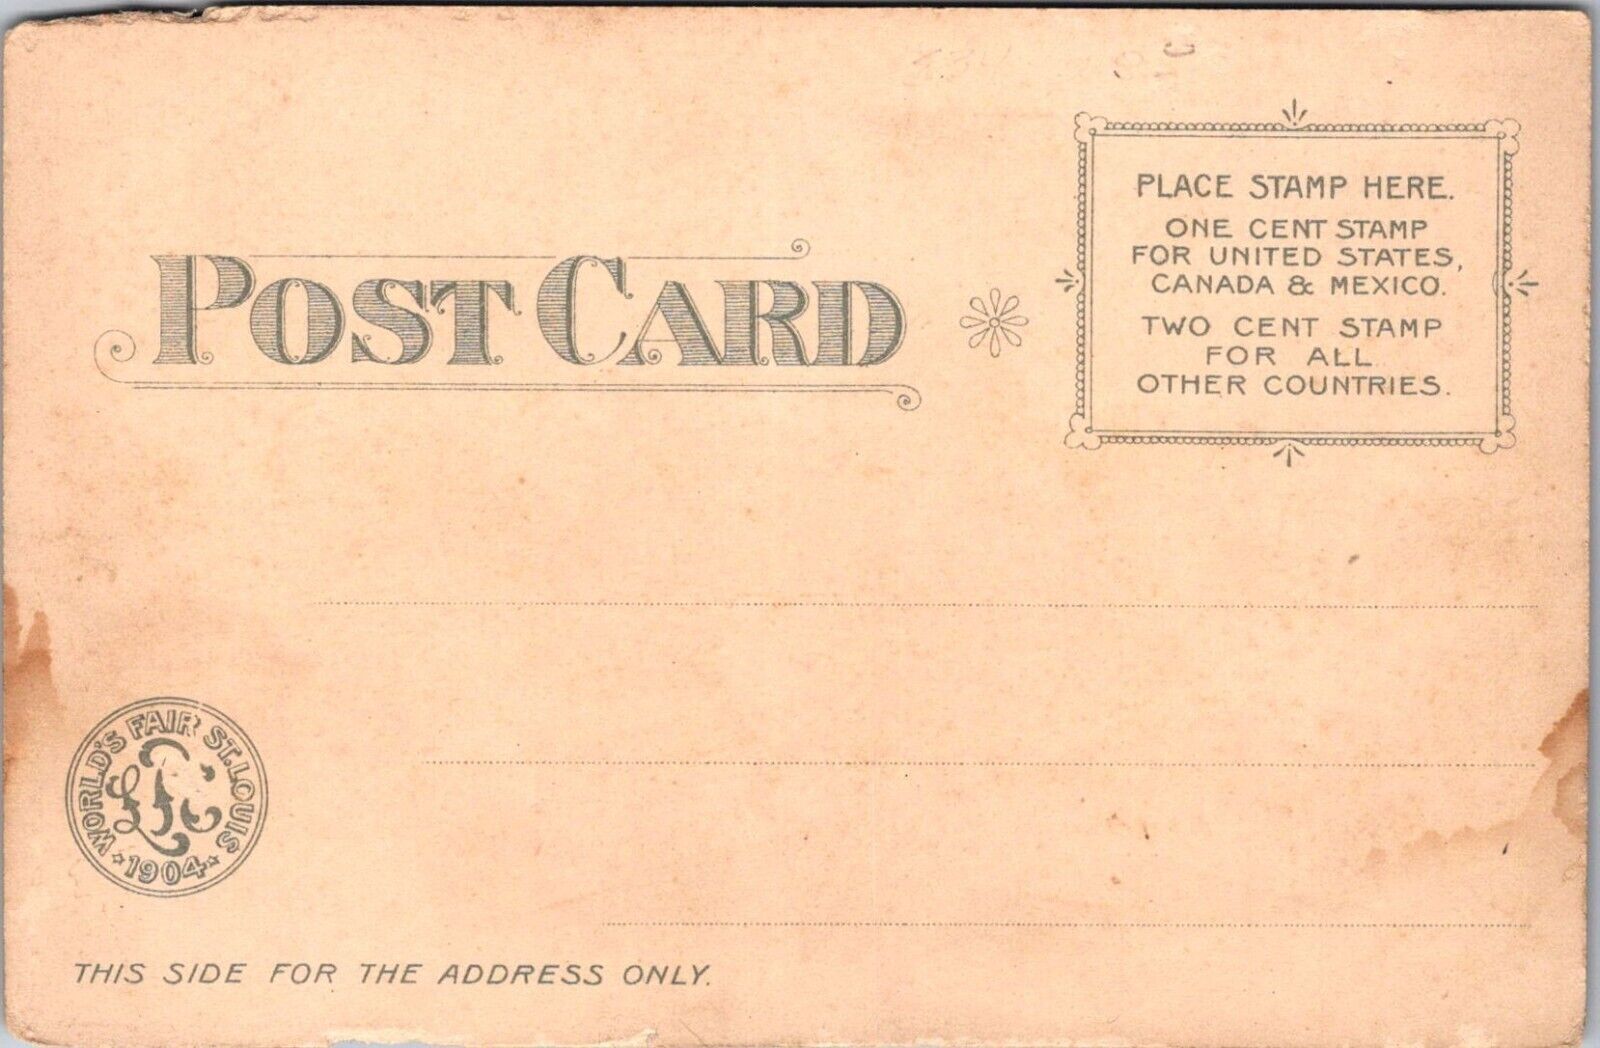 PLACE STAMP HERE.
ONE CENT STAMP
FOR UNITED STATES,
CANADA & MEXICO.
TWO CENT STAMP
FOR ALL
OTHER COUNTRIES.
POST CARD
WORLD'S FAIR ST. LOUIS
1904
THIS SIDE FOR THE ADDRESS ONLY.